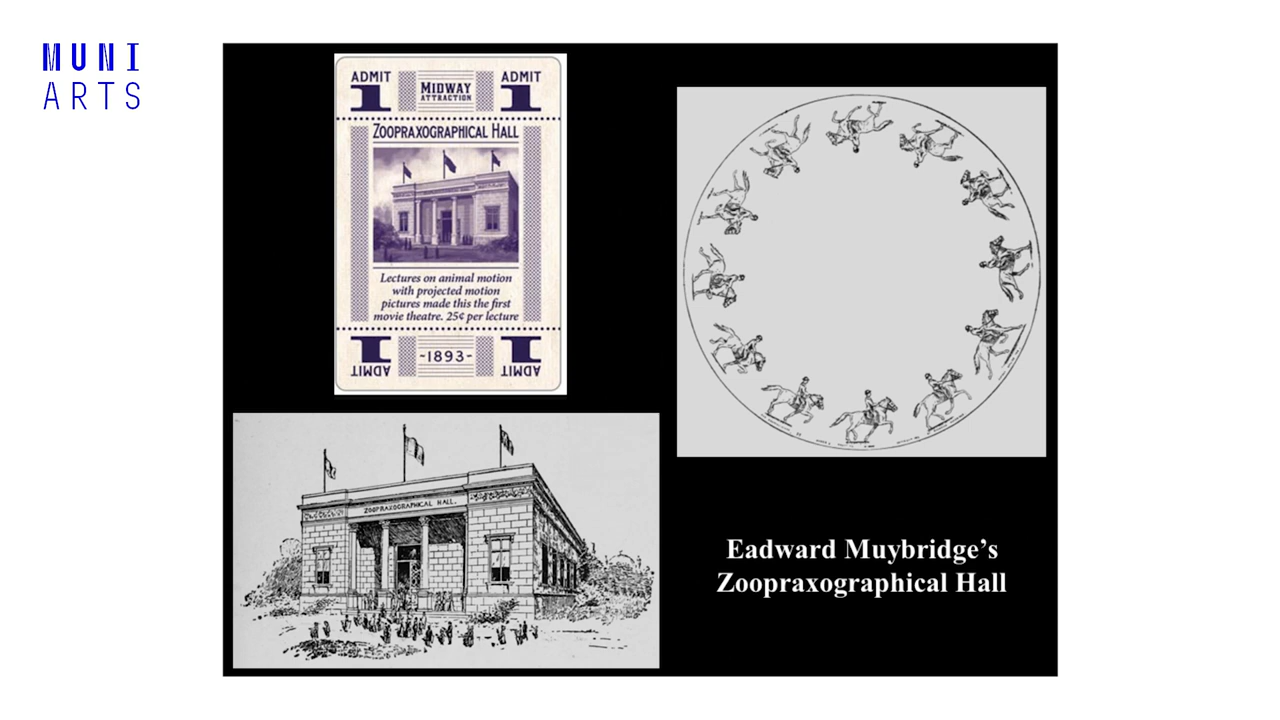 MUNI
ARTS
ADMIT ADMIT
1 MIDWAY 1
ATTRACTION
ZOOPRAXOGRAPHICAL HALL
Lectures on animal motion
with projected motion
pictures made this the first
movie theatre. 25¢ per lecture
1 -1893- 1
ADMIT ADMIT
ZOOPRAXOGRAPHICAL HALL.
Eadward Muybridge’s
Zoopraxographical Hall